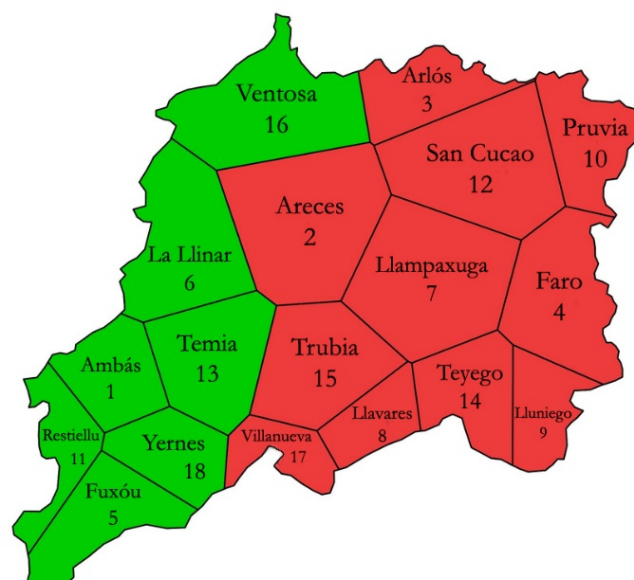 Arlós
3
Ventosa
16
Pruvia
10
San Cucao
12
Areces
2
La Llinar
6
Llampaxuga
7
Faro
4
Temia
13
Trubia
15
Ambás
1
Teyego
14
Lluniego
9
Llavares
8
Restiellu
11
Yernes
18
Villanueva
17
Fuxóu
5